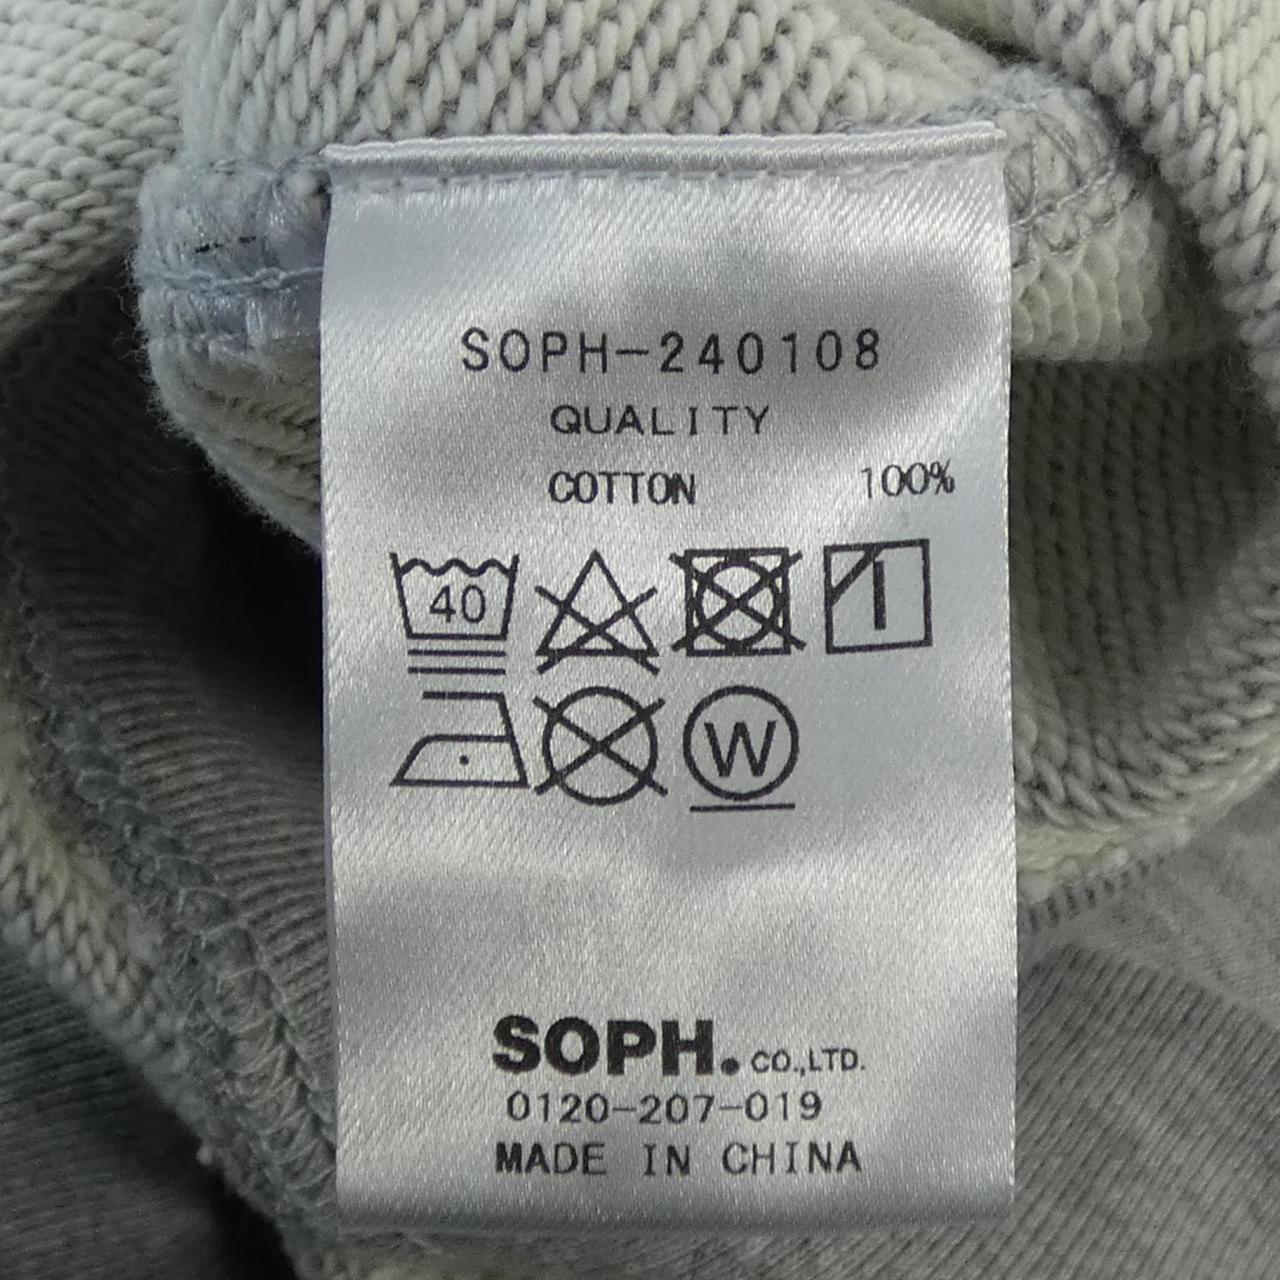 SOPH-240108
QUALITY
COTTON 100%
40
W
SOPH. CO.,LTD.
0120-207-019
MADE IN CHINA